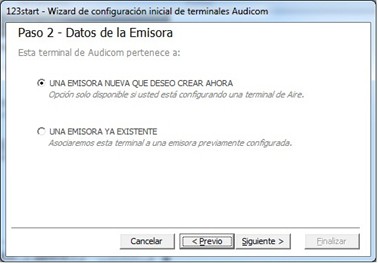 123start - Wizard de configuración inicial de terminales Audicom
Paso 2 - Datos de la Emisora
Esta terminal de Audicom pertenece a:
UNA EMISORA NUEVA QUE DESEO CREAR AHORA
Opción solo disponible si usted está configurando una terminal de Aire.
UNA EMISORA YA EXISTENTE
Asociaremos esta terminal a una emisora previamente configurada.
Cancelar < Previo Siguiente > Finalizar